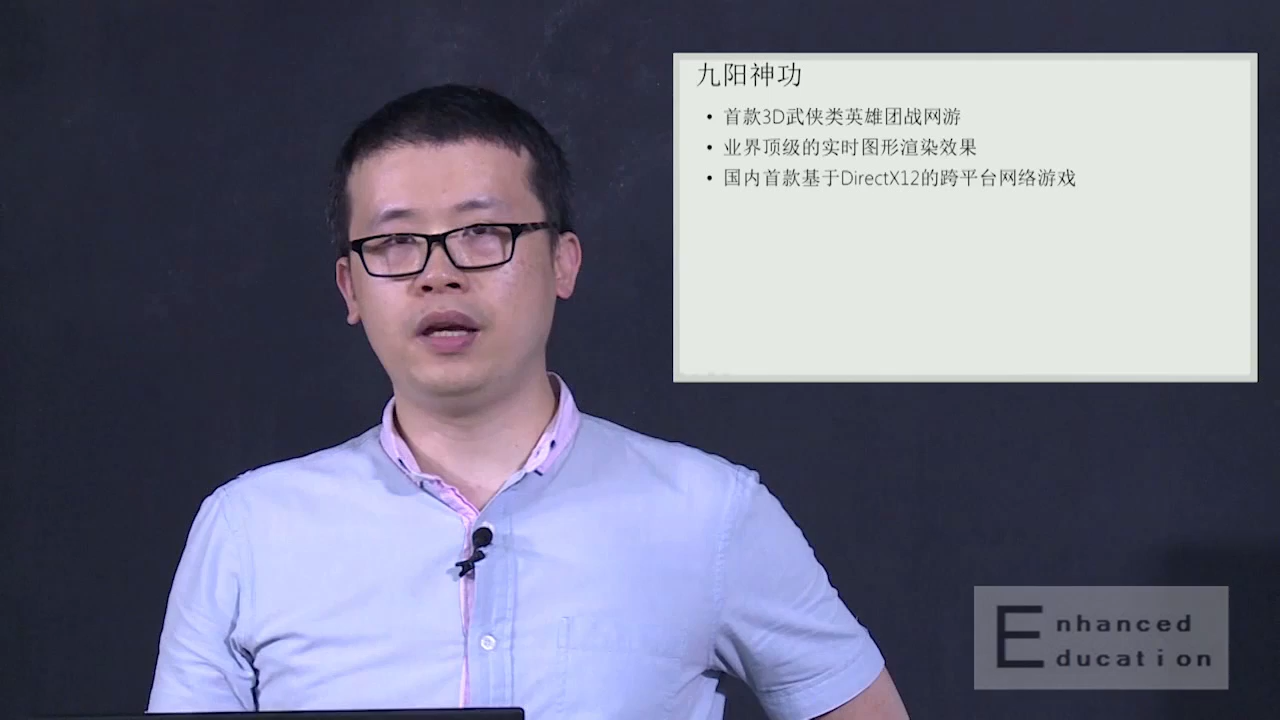 九阳神功
• 首款3D武侠类英雄团战网游
• 业界顶级的实时图形渲染效果
• 国内首款基于DirectX12的跨平台网络游戏
Enhanced
Education